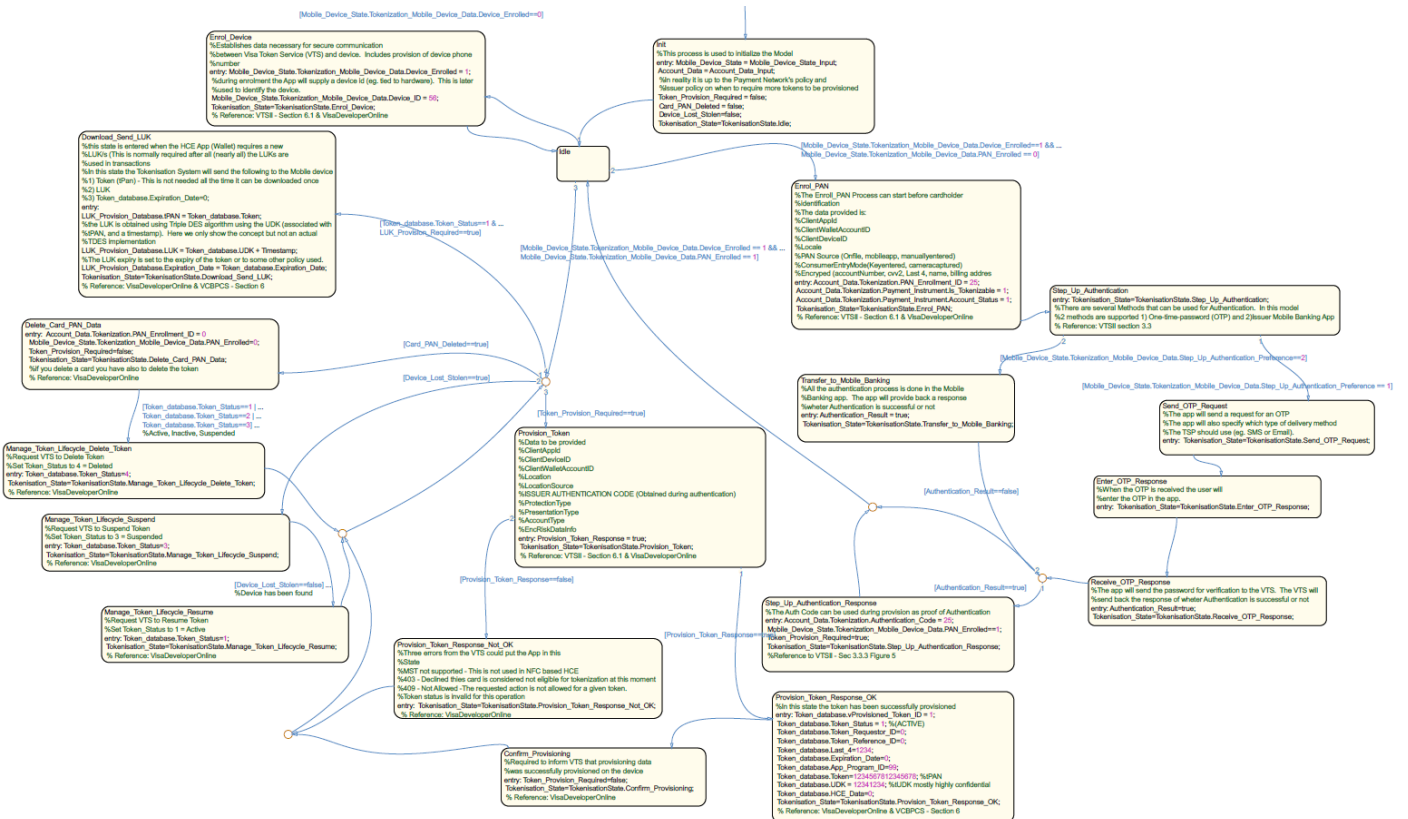 [Mobile_Device_State.Tokenization_Mobile_Device_Data.Device_Enrolled==0]
Enrol_Device
%Establishes data necessary for secure communication
%between Visa Token Service (VTS) and device. Includes provision of device phone
%number
entry: Mobile_Device_State.Tokenization_Mobile_Device_Data.Device_Enrolled = 1;
%during enrolment the App will supply a device id (eg. tied to hardware). This is later
%used to identify the device.
Mobile_Device_State.Tokenization_Mobile_Device_Data.Device_ID = 56;
Tokenisation_State=TokenisationState.Enrol_Device;
% Reference: VTSII - Section 6.1 & VisaDeveloperOnline
Init
%This process is used to initialize the Model
entry: Mobile_Device_State = Mobile_Device_State_Input;
Account_Data = Account_Data_Input;
%In reality it is up to the Payment Network's policy and
%Issuer policy on when to require more tokens to be provisioned
Token_Provision_Required = false;
Card_PAN_Deleted = false;
Device_Lost_Stolen=false;
Tokenisation_State=TokenisationState.Idle;
Download_Send_LUK
%this state is entered when the HCE App (Wallet) requires a new
%LUK/s (This is normally required after all (nearly all) the LUKs are
%used in transactions
%In this state the Tokenisation System will send the following to the Mobile device
%1) Token (tPan) - This is not needed all the time it can be downloaded once
%2) LUK
%3) Token_database.Expiration_Date=0;
entry:
LUK_Provision_Database.tPAN = Token_database.Token;
%the LUK is obtained using Triple DES algorithm using the UDK (associated with
%tPAN, and a timestamp). Here we only show the concept but not an actual
%TDES Implementation
LUK_Provision_Database.LUK = Token_database.UDK + Timestamp;
%The LUK expiry is set to the expiry of the token or to some other policy used.
LUK_Provision_Database.Expiration_Date = Token_database.Expiration_Date;
Tokenisation_State=TokenisationState.Download_Send_LUK;
% Reference: VisaDeveloperOnline & VCBPCS - Section 6
Idle
2
3
[Mobile_Device_State.Tokenization_Mobile_Device_Data.Device_Enrolled==1 && ...
Mobile_Device_State.Tokenization_Mobile_Device_Data.PAN_Enrolled == 0]
Enrol_PAN
%The Enroll_PAN Process can start before cardholder
%identification
%The data provided is:
%ClientAppId
%ClientWalletAccountID
%ClientDeviceID
%Locale
%PAN Source (Onfile, mobileapp, manuallyentered)
%ConsumerEntryMode(Keyentered, cameracaptured)
%Encryped (accountNumber, cvv2, Last 4, name, billing addres
entry: Account_Data.Tokenization.PAN_Enrollment_ID = 25;
Account_Data.Tokenization.Payment_Instrument.Is_Tokenizable = 1;
Account_Data.Tokenization.Payment_Instrument.Account_Status = 1;
Tokenisation_State=TokenisationState.Enrol_PAN;
% Reference: VTSII - Section 6.1 & VisaDeveloperOnline
[Token_database.Token_Status==1 & ...
LUK_Provision_Required==true]
[Mobile_Device_State.Tokenization_Mobile_Device_Data.Device_Enrolled == 1 && ...
Mobile_Device_State.Tokenization_Mobile_Device_Data.PAN_Enrolled == 1]
Step_Up_Authentication
entry: Tokenisation_State=TokenisationState.Step_Up_Authentication;
%There are several Methods that can be used for Authentication. In this model
%2 methods are supported 1) One-time-password (OTP) and 2)Issuer Mobile Banking App
% Reference: VTSII section 3.3
2
1
Delete_Card_PAN_Data
entry: Account_Data.Tokenization.PAN_Enrollment_ID = 0
Mobile_Device_State.Tokenization_Mobile_Device_Data.PAN_Enrolled=0;
Token_Provision_Required=false;
Tokenisation_State=TokenisationState.Delete_Card_PAN_Data;
%if you delete a card you have also to delete the token
% Reference: VisaDeveloperOnline
[Card_PAN_Deleted==true]
[Device_Lost_Stolen==true]
1
2
3
[Token_Provision_Required==true]
[Mobile_Device_State.Tokenization_Mobile_Device_Data.Step_Up_Authentication_Preference==2]
[Mobile_Device_State.Tokenization_Mobile_Device_Data.Step_Up_Authentication_Preference == 1]
Transfer_to_Mobile_Banking
%All the authentication process is done in the Mobile
%Banking app. The app will provide back a response
%wheter Authentication is successful or not
entry: Authentication_Result = true;
Tokenisation_State=TokenisationState.Transfer_to_Mobile_Banking;
Send_OTP_Request
%The app will send a request for an OTP
%The app will also specify which type of delivery method
%The TSP should use (eg. SMS or Email).
entry: Tokenisation_State=TokenisationState.Send_OTP_Request;
[Token_database.Token_Status==1 | ...
Token_database.Token_Status==2 | ...
Token_database.Token_Status==3] ...
%Active, Inactive, Suspended
Manage_Token_Lifecycle_Delete_Token
%Request VTS to Delete Token
%Set Token_Status to 4 = Deleted
entry: Token_database.Token_Status=4;
Tokenisation_State=TokenisationState.Manage_Token_Lifecycle_Delete_Token;
% Reference: VisaDeveloperOnline
Provision_Token
%Data to be provided
%ClientAppId
%ClientDeviceID
%ClientWalletAccountID
%Location
%LocationSource
%ISSUER AUTHENTICATION CODE (Obtained during authentication)
%ProtectionType
%PresentationType
%AccountType
%EncRiskDataInfo
entry: Provision_Token_Response = true;
Tokenisation_State=TokenisationState.Provision_Token;
% Reference: VTSII - Section 6.1 & VisaDeveloperOnline
2
1
Enter_OTP_Response
%When the OTP is received the user will
%enter the OTP in the app.
entry: Tokenisation_State=TokenisationState.Enter_OTP_Response;
[Authentication_Result==false]
Manage_Token_Lifecycle_Suspend
%Request VTS to Suspend Token
%Set Token_Status to 3 = Suspended
entry: Token_database.Token_Status=3;
Tokenisation_State=TokenisationState.Manage_Token_Lifecycle_Suspend;
% Reference: VisaDeveloperOnline
[Device_Lost_Stolen==false] ...
%Device has been found
[Provision_Token_Response==false]
[Authentication_Result==true]
2
1
Receive_OTP_Response
%The app will send the password for verification to the VTS. The VTS will
%send back the response of wheter Authentication is successful or not
entry: Authentication_Result=true;
Tokenisation_State=TokenisationState.Receive_OTP_Response;
Manage_Token_Lifecycle_Resume
%Request VTS to Resume Token
%Set Token_Status to 1 = Active
entry: Token_database.Token_Status=1;
Tokenisation_State=TokenisationState.Manage_Token_Lifecycle_Resume;
% Reference: VisaDeveloperOnline
Step_Up_Authentication_Response
%The Auth Code can be used during provision as proof of Authentication
entry: Account_Data.Tokenization.Authentication_Code = 25;
Mobile_Device_State.Tokenization_Mobile_Device_Data.PAN_Enrolled==1;
Token_Provision_Required=true;
Tokenisation_State=TokenisationState.Step_Up_Authentication_Response;
%Reference to VTSII - Sec 3.3.3 Figure 5
[Provision_Token_Response==
Provision_Token_Response_Not_OK
%Three errors from the VTS could put the App in this
%State
%MST not supported - This is not used in NFC based HCE
%403 - Declined thies card is considered not eligible for tokenization at this moment
%409 - Not Allowed -The requested action is not allowed for a given token.
%Token status is invalid for this operation
entry: Tokenisation_State=TokenisationState.Provision_Token_Response_Not_OK;
% Reference: VisaDeveloperOnline
Provision_Token_Response_OK
%In this state the token has been successfully provisioned
entry: Token_database.vProvisioned_Token_ID = 1;
Token_database.Token_Status = 1; %(ACTIVE)
Token_database.Token_Requestor_ID=0;
Token_database.Token_Reference_ID=0;
Token_database.Last_4=1234;
Token_database.Expiration_Date=0;
Token_database.App_Program_ID=99;
Token_database.Token=1234567812345678; %tPAN
Token_database.UDK = 12341234; %tUDK mostly highly confidential
Token_database.HCE_Data=0;
Tokenisation_State=TokenisationState.Provision_Token_Response_OK;
% Reference: VisaDeveloperOnline & VCBPCS - Section 6
Confirm_Provisioning
%Required to inform VTS that provisioning data
%was successfully provisioned on the device
entry: Token_Provision_Required=false;
Tokenisation_State=TokenisationState.Confirm_Provisioning;
% Reference: VisaDeveloperOnline